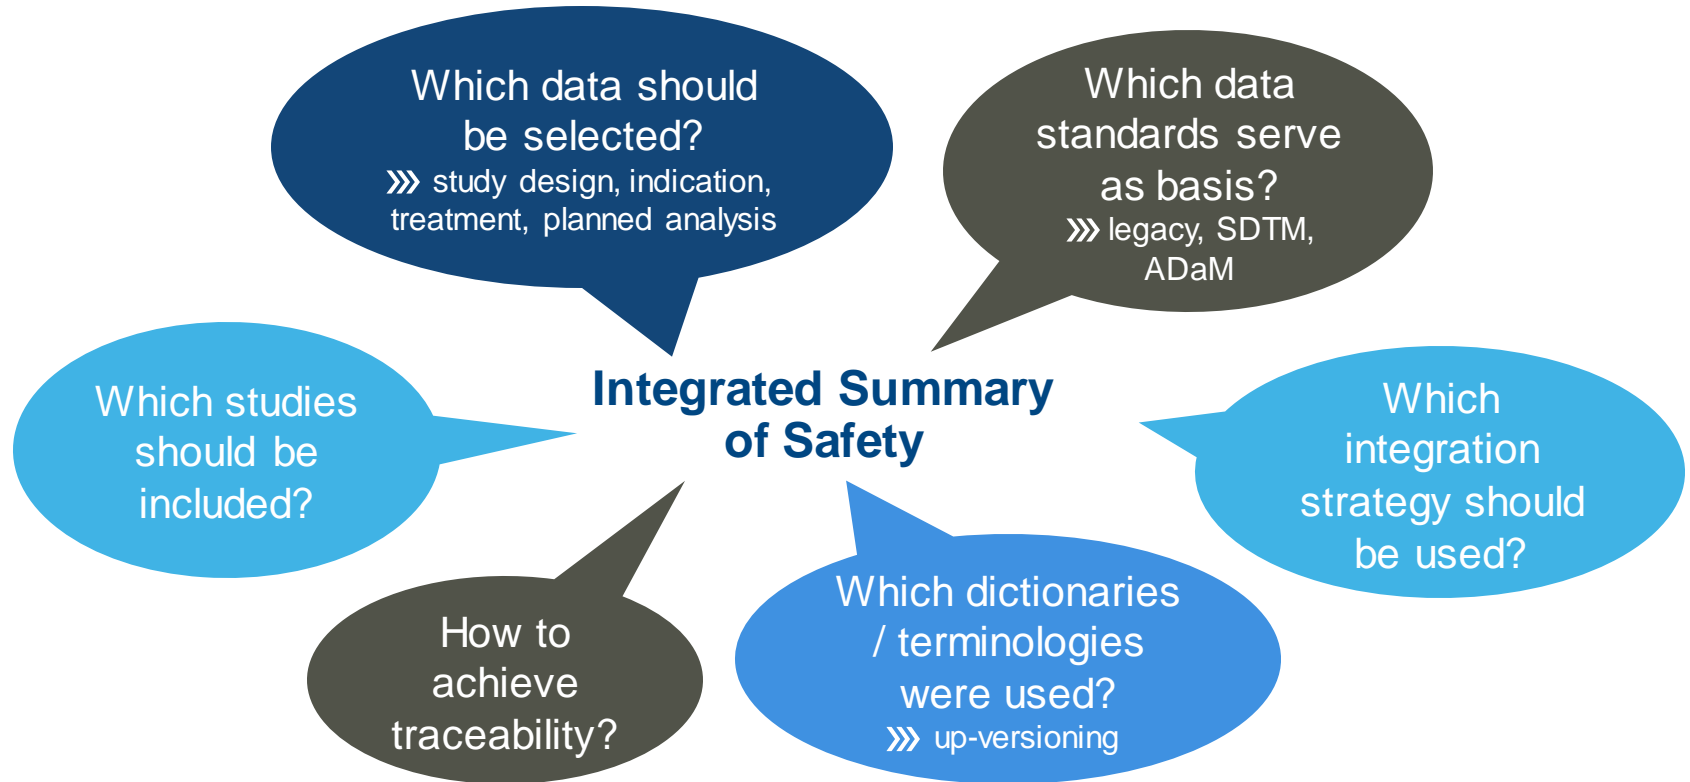 Which data should
be selected?
⟫ study design, indication,
treatment, planned analysis
Which data
standards serve
as basis?
⟫ legacy, SDTM,
ADaM
Integrated Summary
of Safety
Which studies
should be
included?
Which
integration
strategy should
be used?
How to
achieve
traceability?
Which dictionaries
/ terminologies
were used?
⟫ up-versioning